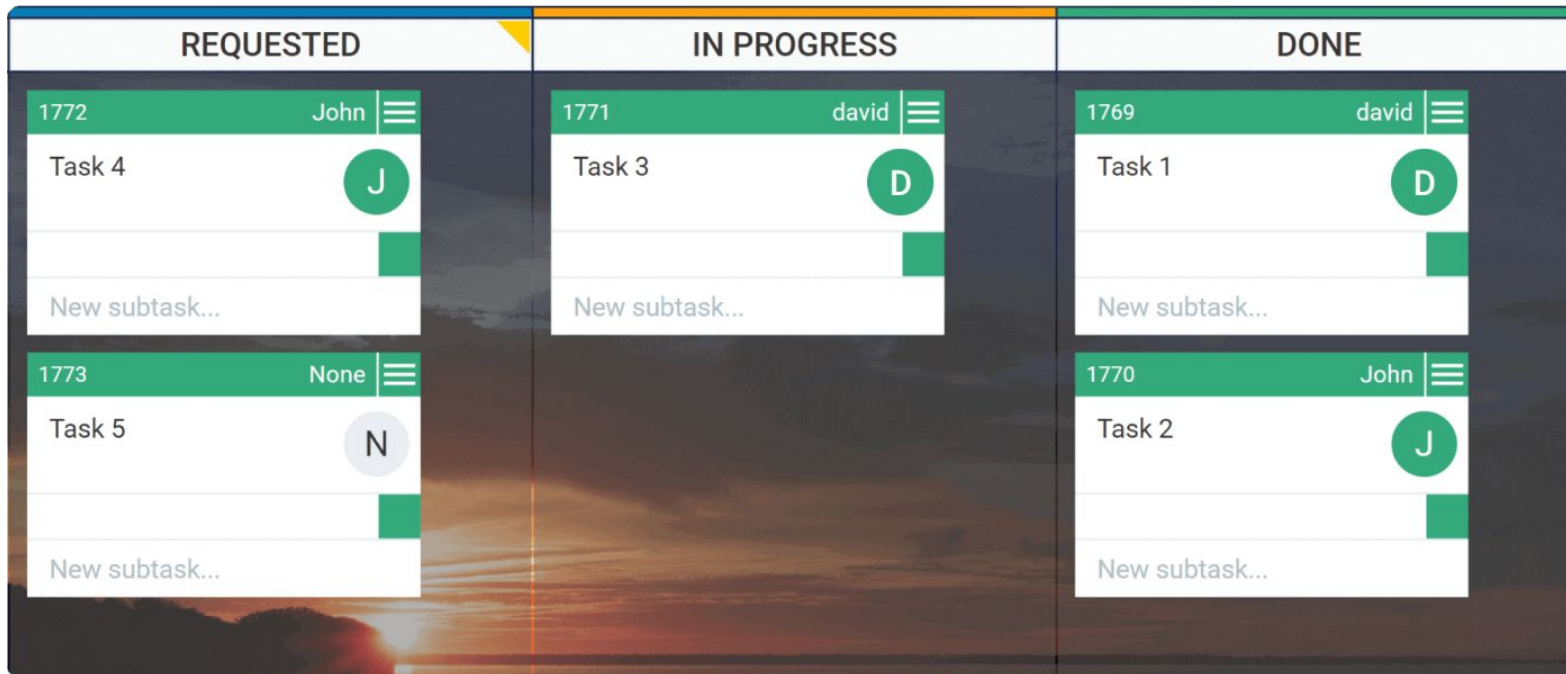 REQUESTED
IN PROGRESS
DONE
1772 John
Task 4
J
New subtask...
1773 None
Task 5
N
New subtask...
1771 david
Task 3
D
New subtask...
1769 david
Task 1
D
New subtask...
1770 John
Task 2
J
New subtask...